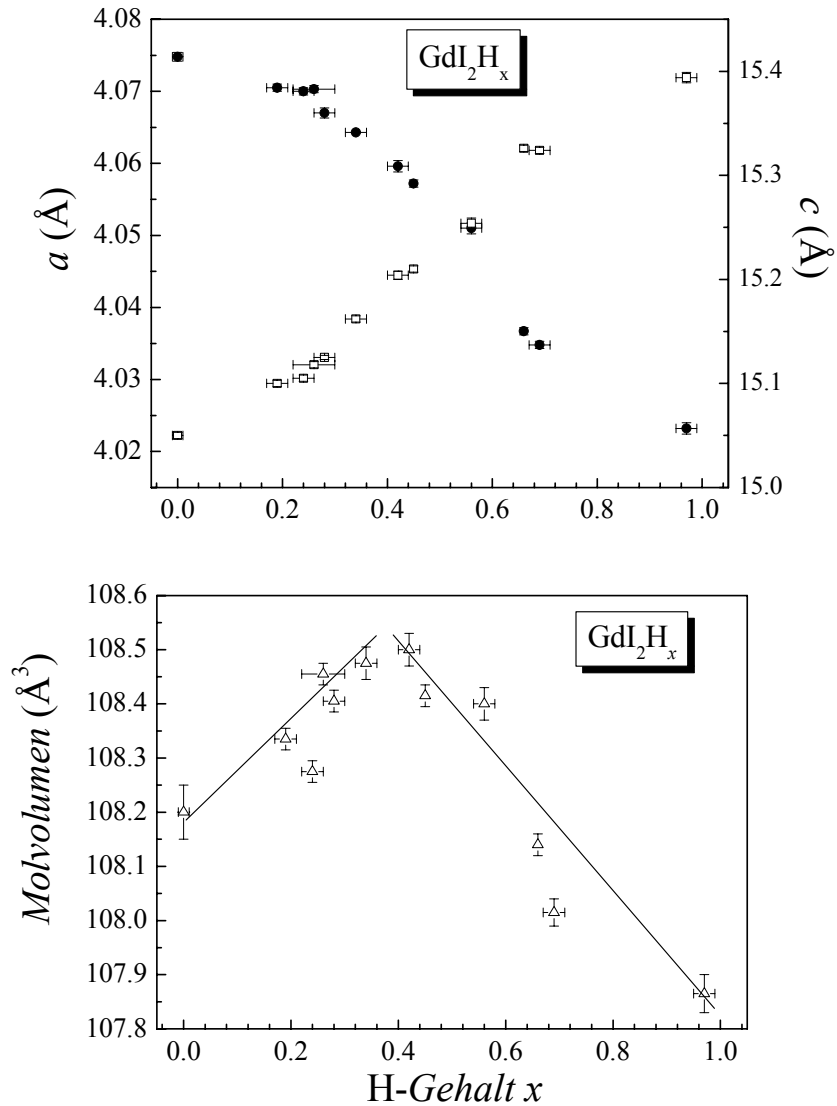 4.08
4.07
4.06
4.05
4.04
4.03
4.02
a (Å)
GdI₂Hₓ
15.4
15.3
15.2
15.1
15.0
c (Å)
0.0 0.2 0.4 0.6 0.8 1.0
108.6
108.5
108.4
108.3
108.2
108.1
108.0
107.9
107.8
Molvolumen (Å³)
GdI₂Hₓ
0.0 0.2 0.4 0.6 0.8 1.0
H-Gehalt x